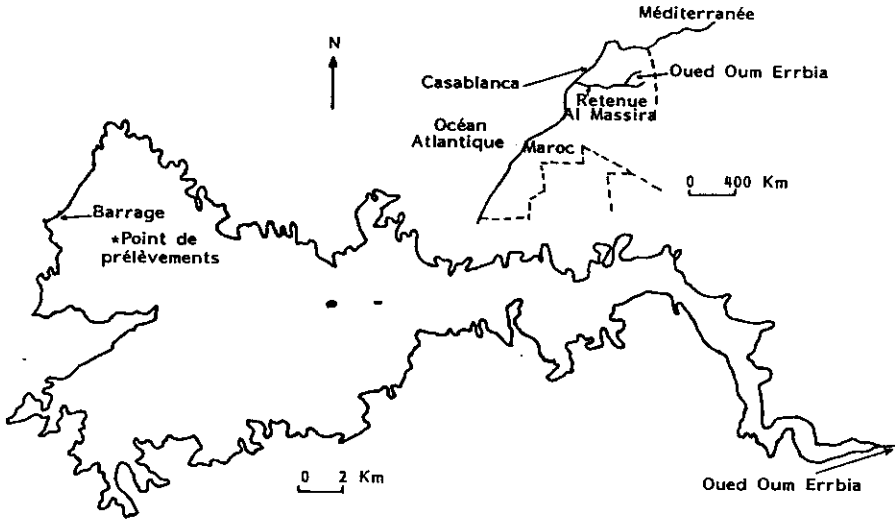 Méditerranée
N
Casablanca
Oued Oum Errbia
Retenue
Al Massira
Océan
Atlantique
Maroc
0 400 Km
Barrage
*Point de
prélèvements
0 2 Km
Oued Oum Errbia